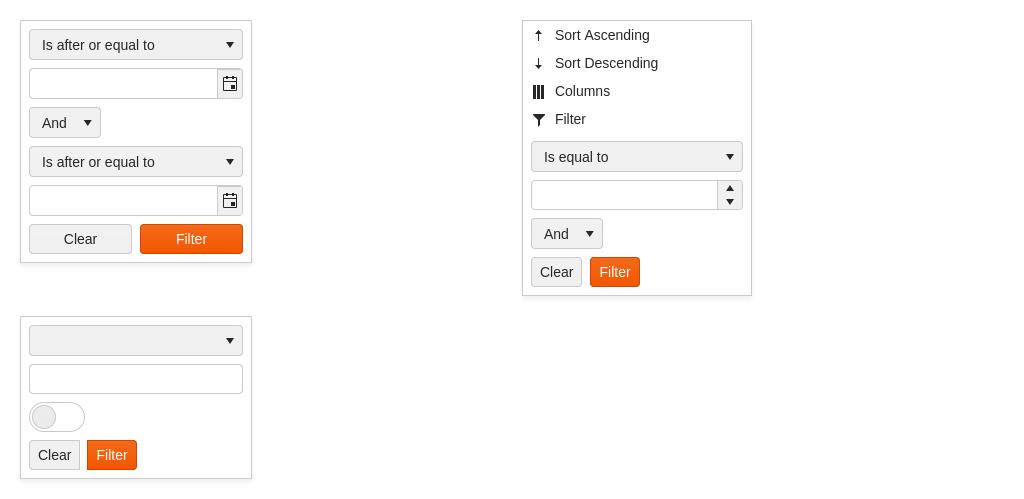 Is after or equal to
And
Is after or equal to
Clear
Filter
Sort Ascending
Sort Descending
Columns
Filter
Is equal to
And
Clear
Filter
Clear
Filter